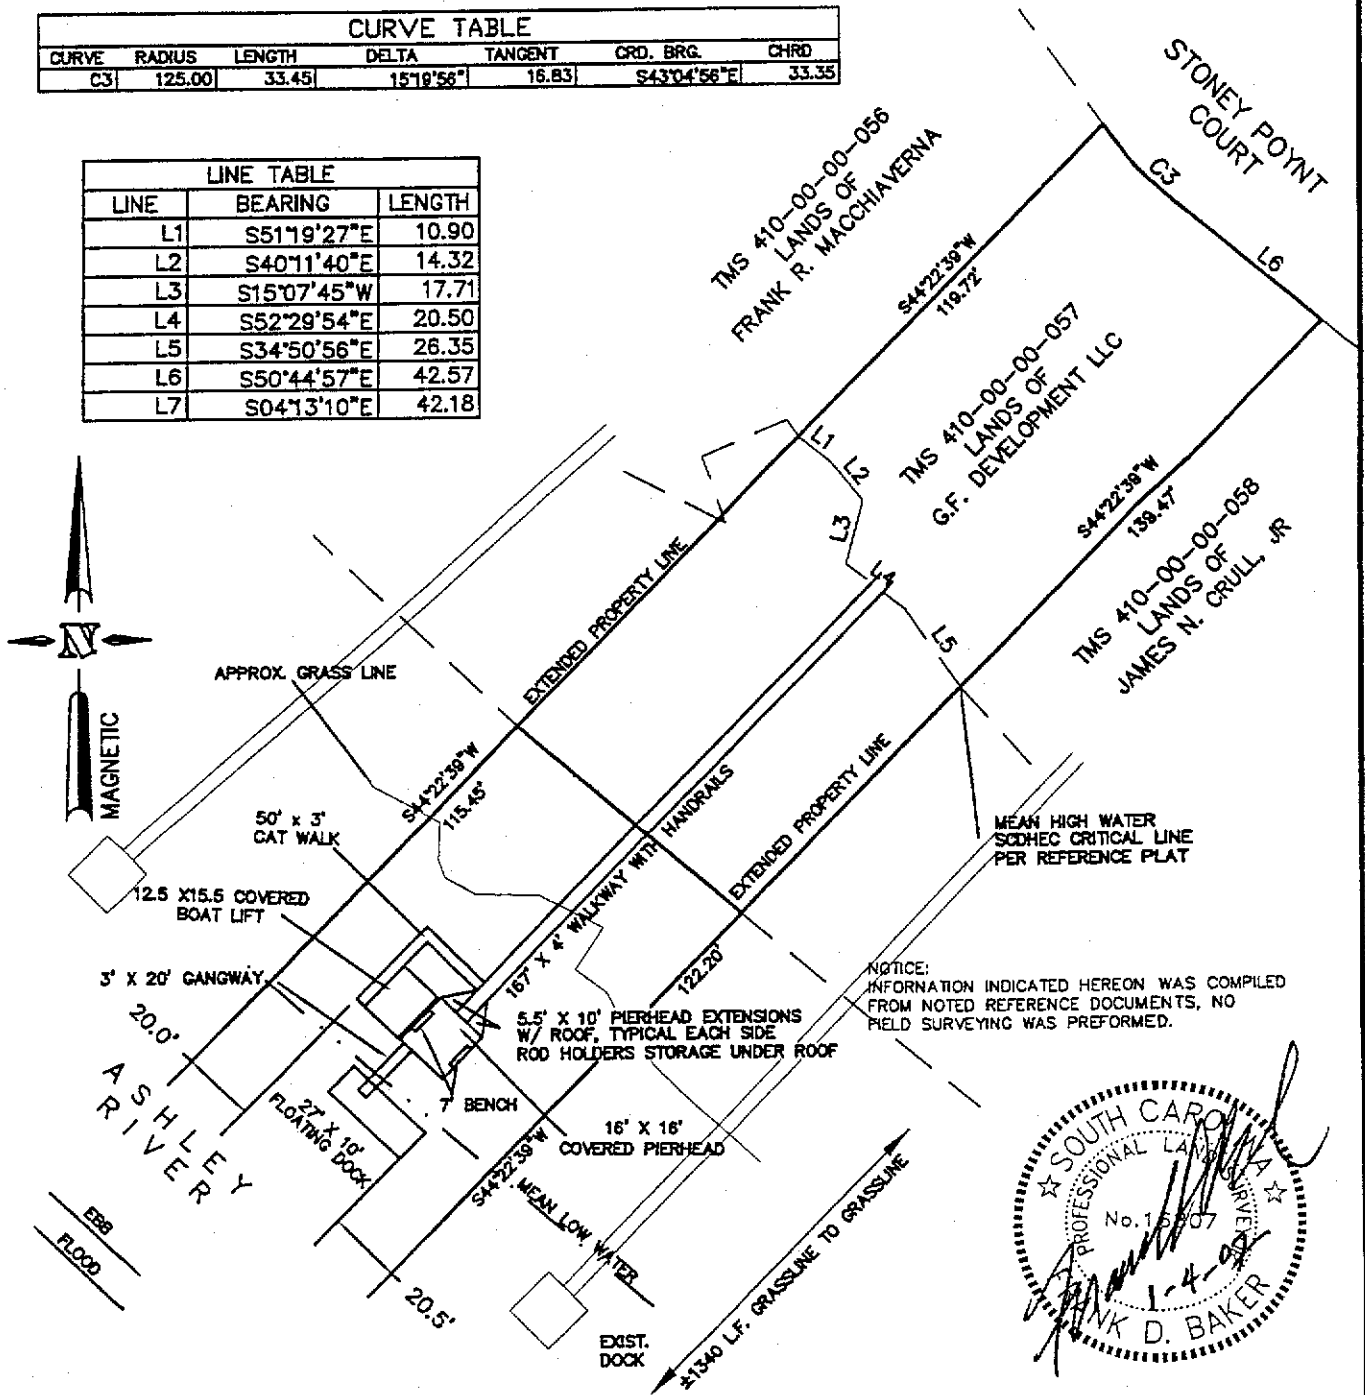 CURVE TABLE
CURVE RADIUS LENGTH DELTA TANGENT CRD. BRG. CHRD
C3 125.00 33.45 15°19'56" 16.83 S43°04'56"E 33.35
LINE TABLE
LINE BEARING LENGTH
L1 S51°19'27"E 10.90
L2 S40°11'40"E 14.32
L3 S15°07'45"W 17.71
L4 S52°29'54"E 20.50
L5 S34°50'56"E 26.35
L6 S50°44'57"E 42.57
L7 S04°13'10"E 42.18
STONEY POYNT
COURT
C3
L6
TMS 410-00-00-056
LANDS OF
FRANK R. MACCHIAVERNA
S44°22'39"W
119.72'
TMS 410-00-00-057
LANDS OF
G.F. DEVELOPMENT LLC
S44°22'39"W
139.47'
TMS 410-00-00-058
LANDS OF
JAMES N. CRULL, JR
L1
L2
L3
L4
L5
N
MAGNETIC
APPROX. GRASS LINE
EXTENDED PROPERTY LINE
S44°22'39"W
115.45'
50' x 3'
CAT WALK
12.5 X15.5 COVERED
BOAT LIFT
3' X 20' GANGWAY
20.0'
ASHLEY
RIVER
EBB
FLOOD
27' X 10'
FLOATING DOCK
7' BENCH
167' X 4' WALKWAY WITH HANDRAILS
EXTENDED PROPERTY LINE
122.20'
S44°22'39"W
MEAN HIGH WATER
SCDHEC CRITICAL LINE
PER REFERENCE PLAT
5.5' X 10' PIERHEAD EXTENSIONS
W/ ROOF, TYPICAL EACH SIDE
ROD HOLDERS STORAGE UNDER ROOF
16' X 16'
COVERED PIERHEAD
MEAN LOW WATER
20.5'
EXIST.
DOCK
±1340 L.F. GRASSLINE TO GRASSLINE
NOTICE:
INFORNATION INDICATED HEREON WAS COMPILED
FROM NOTED REFERENCE DOCUMENTS, NO
FIELD SURVEYING WAS PREFORMED.
SOUTH CAROLINA
PROFESSIONAL LAND SURVEYOR
FRANK D. BAKER